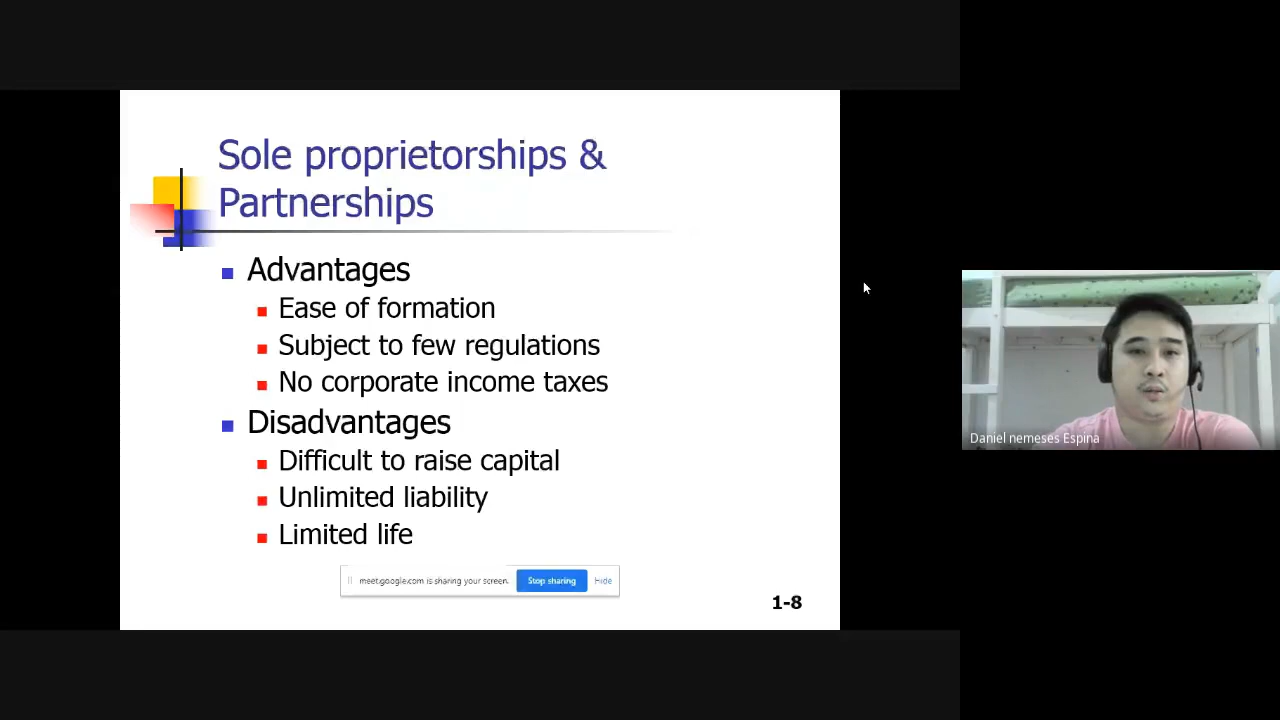 Sole proprietorships &
Partnerships
Advantages
Ease of formation
Subject to few regulations
No corporate income taxes
Disadvantages
Difficult to raise capital
Unlimited liability
Limited life
meet.google.com is sharing your screen. Stop sharing Hide
1-8
Daniel nemeses Espina